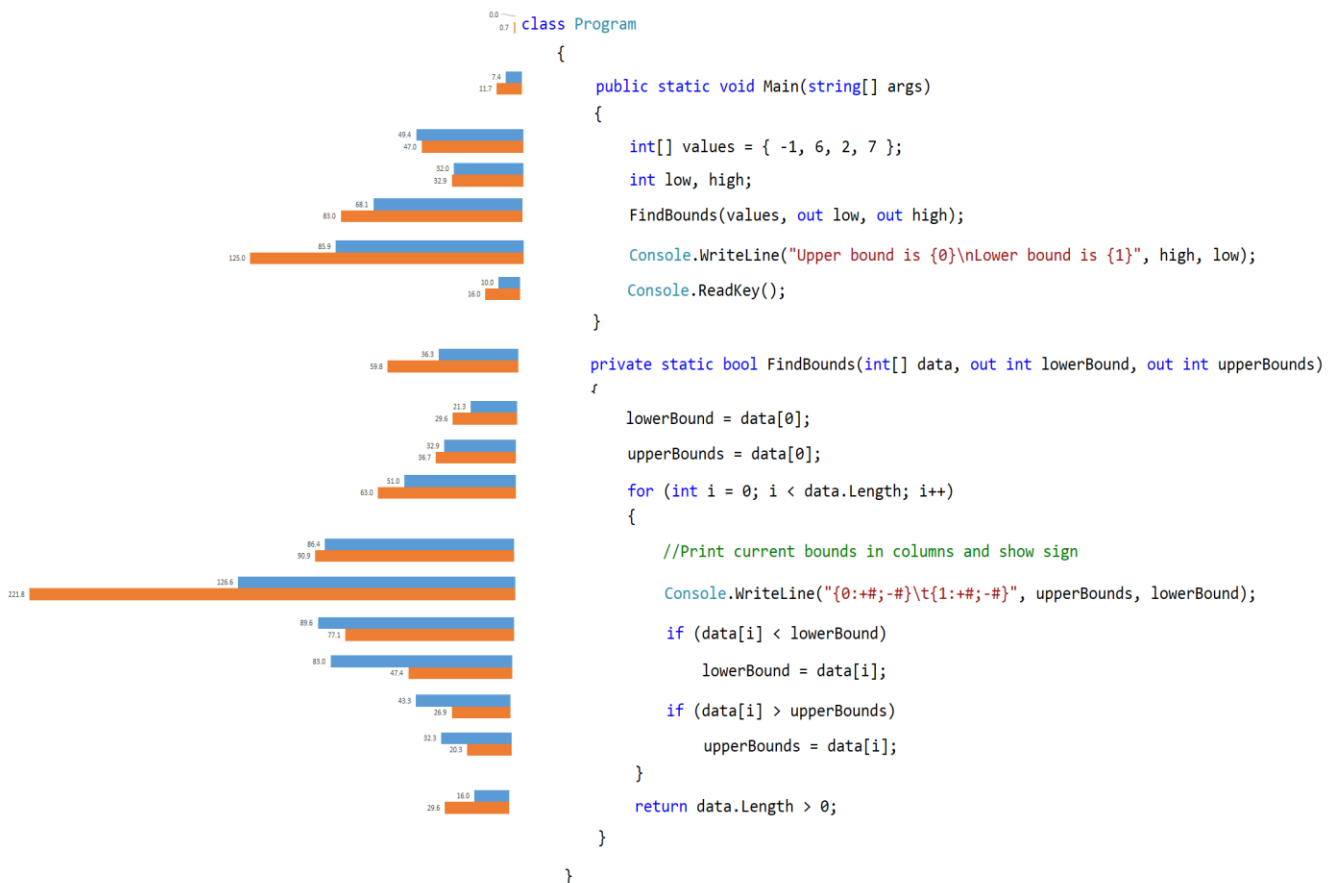 0.0
0.7 class Program
{
7.4
11.7
public static void Main(string[] args)
{
49.4
47.0
int[] values = { -1, 6, 2, 7 };
32.0
32.9
int low, high;
68.1
83.0
FindBounds(values, out low, out high);
85.9
125.0
Console.WriteLine("Upper bound is {0}\nLower bound is {1}", high, low);
10.0
16.0
Console.ReadKey();
}
36.3
59.8
private static bool FindBounds(int[] data, out int lowerBound, out int upperBounds)
{
21.3
29.6
lowerBound = data[0];
32.9
36.7
upperBounds = data[0];
51.0
63.0
for (int i = 0; i < data.Length; i++)
{
86.4
90.9
//Print current bounds in columns and show sign
126.6
221.8
Console.WriteLine("{0:+#;-#}\t{1:+#;-#}", upperBounds, lowerBound);
89.6
77.1
if (data[i] < lowerBound)
83.0
47.4
lowerBound = data[i];
43.3
26.9
if (data[i] > upperBounds)
32.3
20.3
upperBounds = data[i];
}
16.0
29.6
return data.Length > 0;
}
}